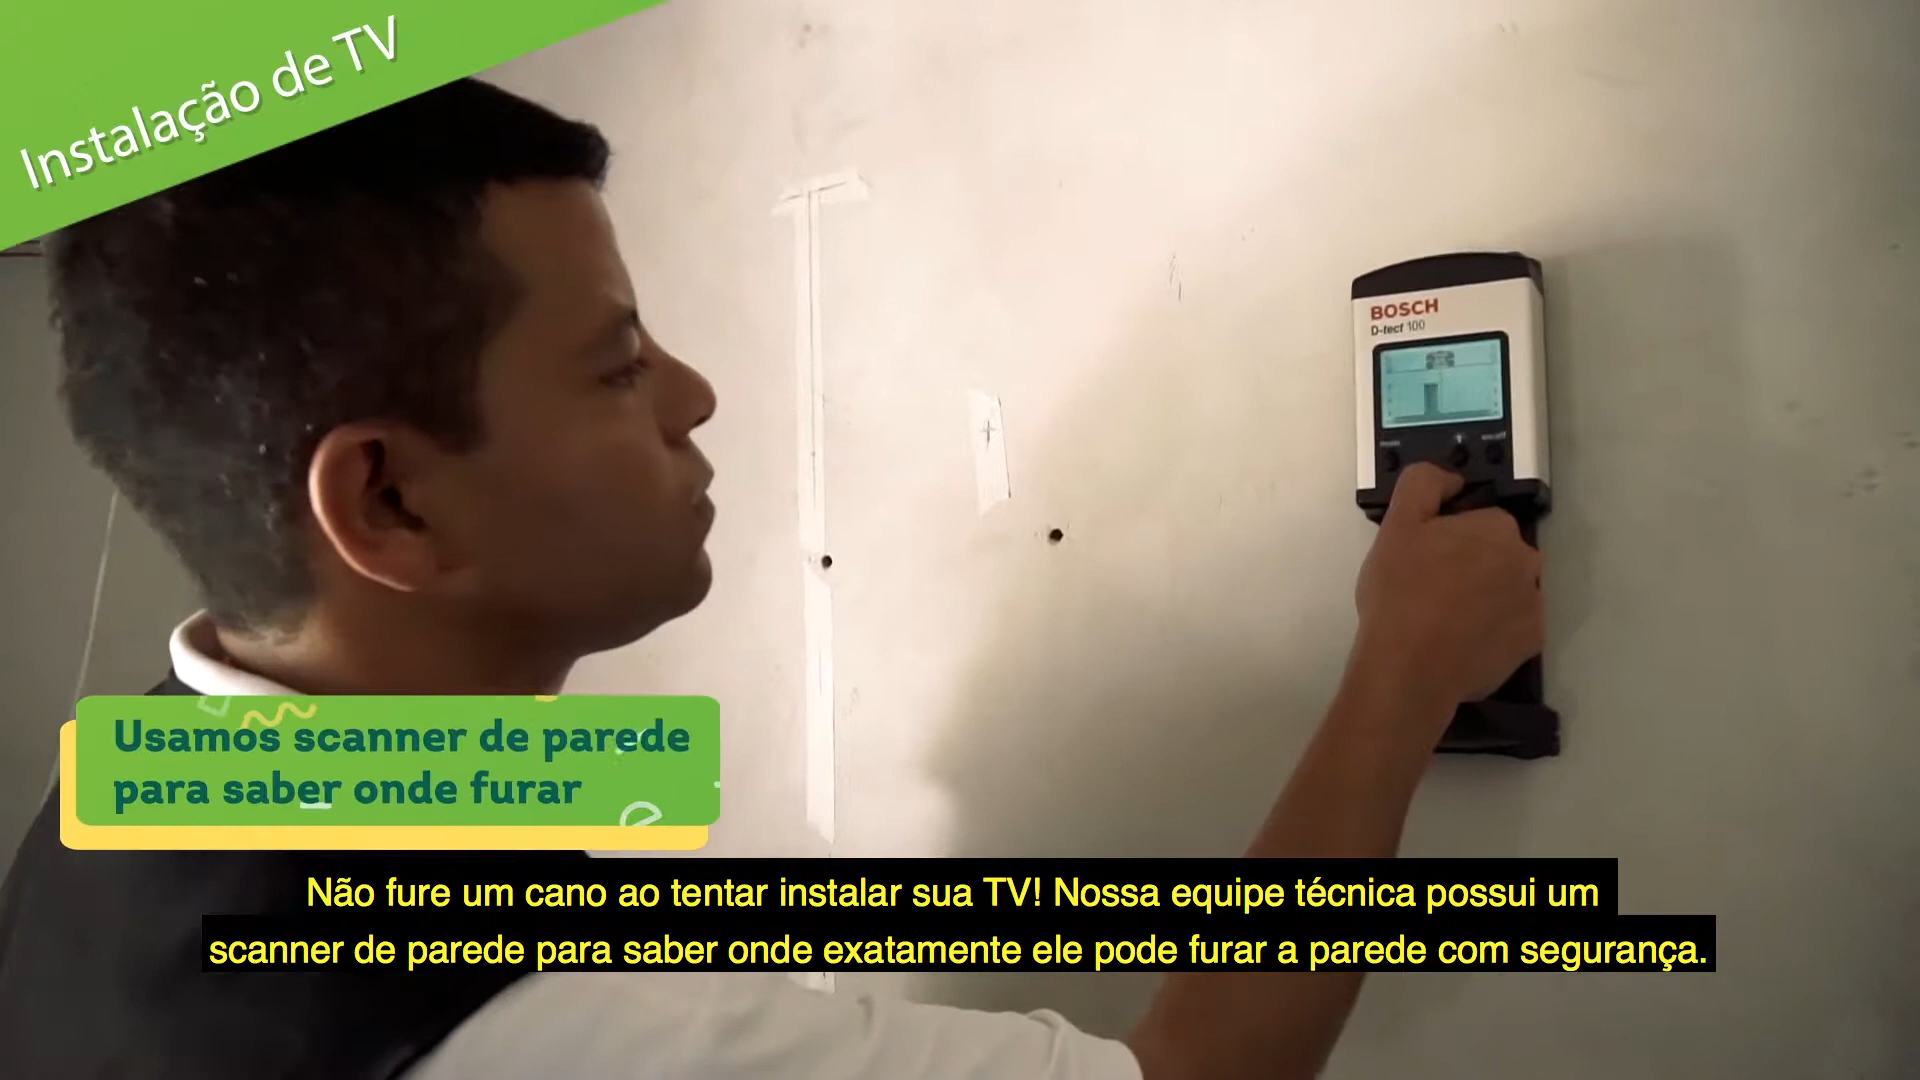 Instalação de TV
BOSCH
D-tect 100
Usamos scanner de parede
para saber onde furar
Não fure um cano ao tentar instalar sua TV! Nossa equipe técnica possui um
scanner de parede para saber onde exatamente ele pode furar a parede com segurança.